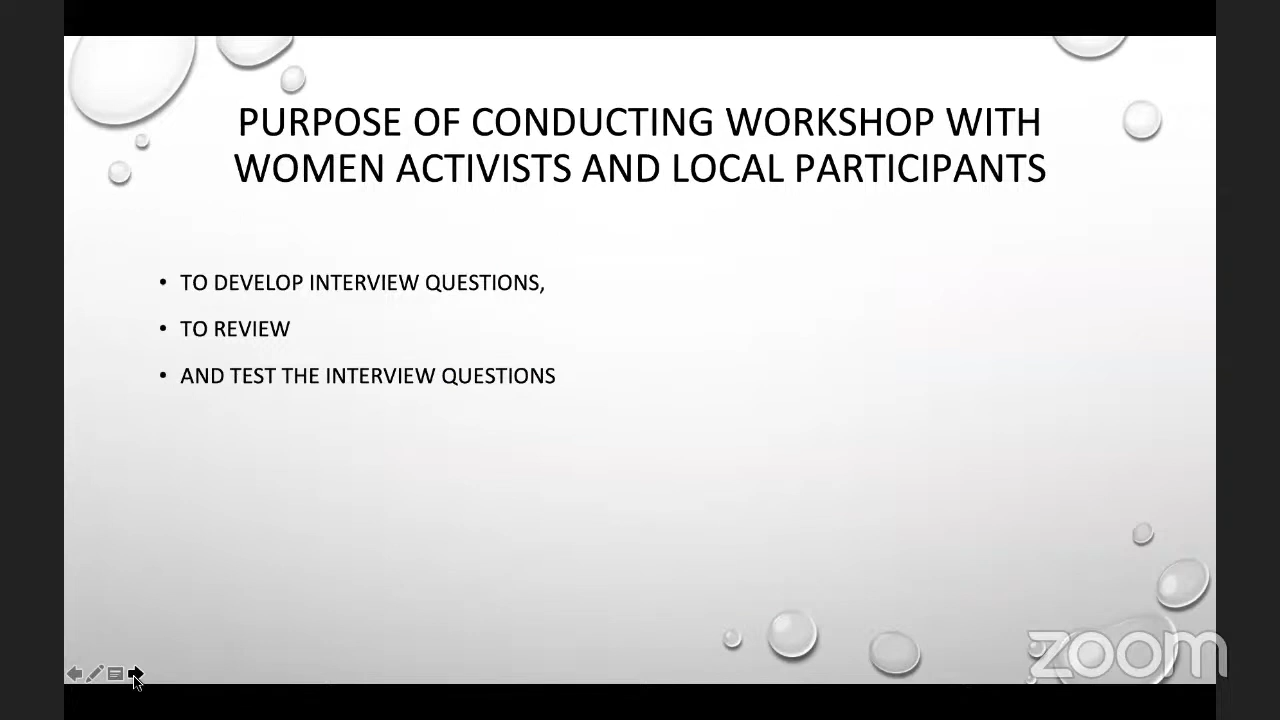 PURPOSE OF CONDUCTING WORKSHOP WITH
WOMEN ACTIVISTS AND LOCAL PARTICIPANTS
• TO DEVELOP INTERVIEW QUESTIONS,
• TO REVIEW
• AND TEST THE INTERVIEW QUESTIONS
zoom